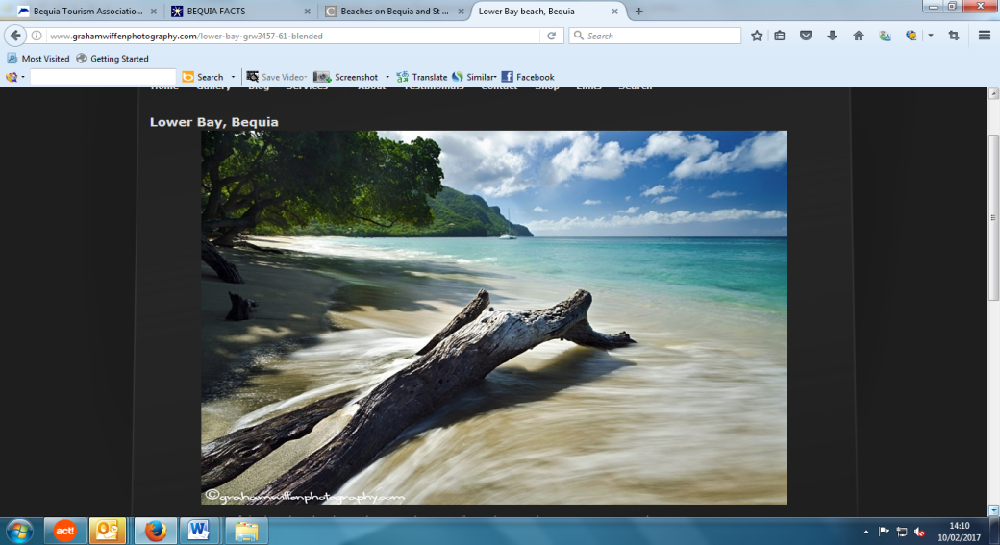 Bequia Tourism Associatio...
BEQUIA FACTS
Beaches on Bequia and St ...
Lower Bay beach, Bequia
www.grahamwiffenphotography.com/lower-bay-grw3457-61-blended
Search
Most Visited
Getting Started
Search
Save Video
Screenshot
Translate
Similar
Facebook
Home Gallery Blog Services About Testimonials Contact Shop Links Search
Lower Bay, Bequia
©grahamwiffenphotography.com
act!
14:10
10/02/2017